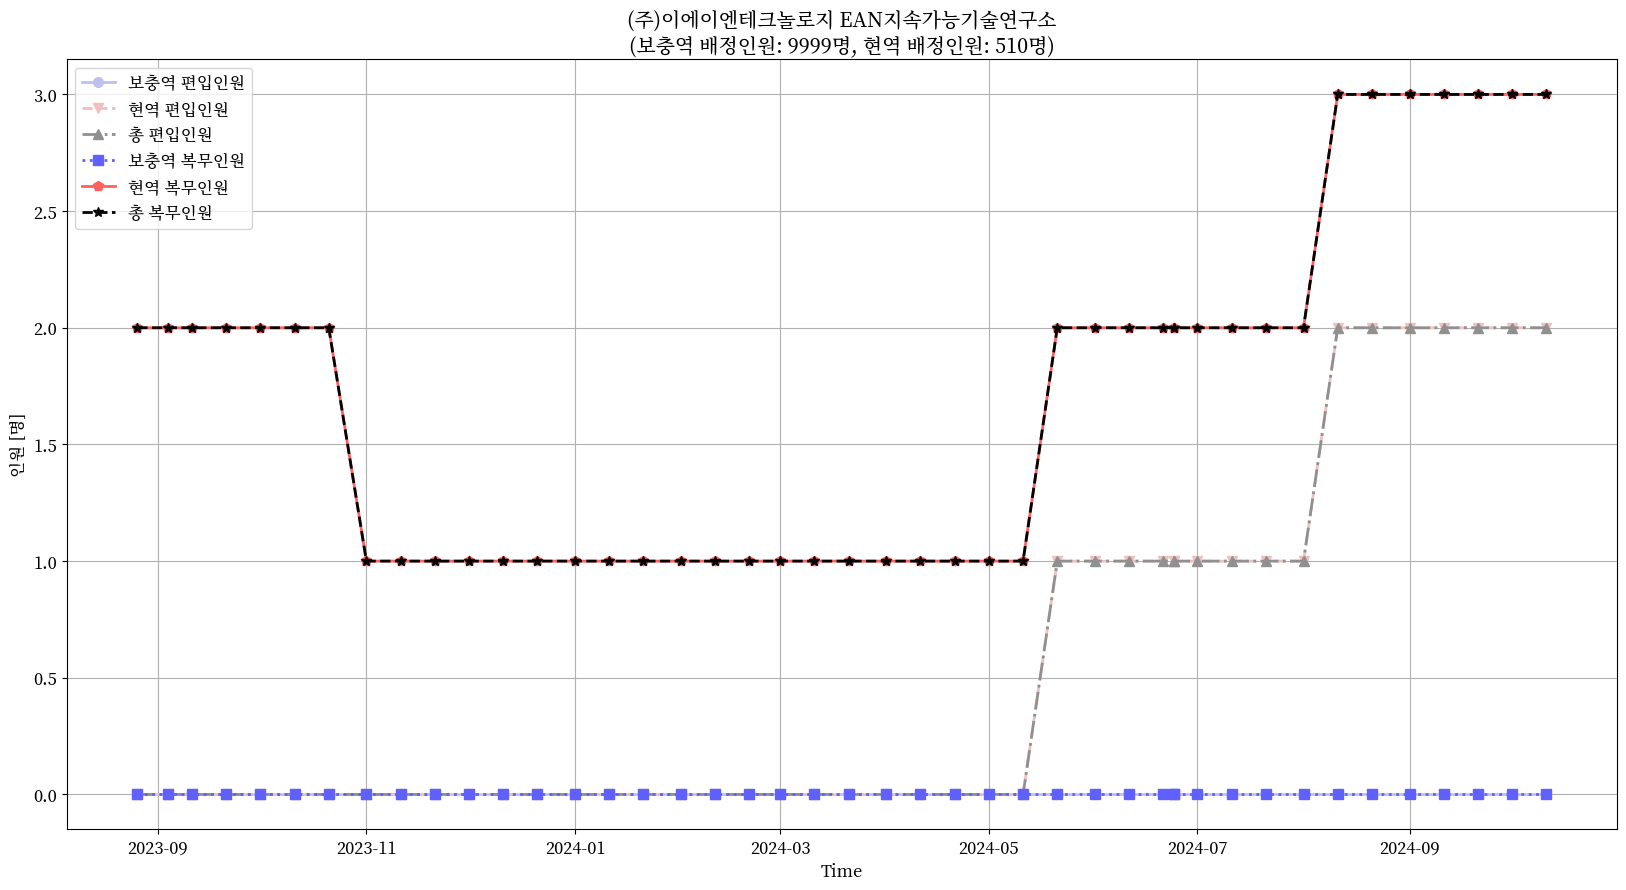 (주)이에이엔테크놀로지 EAN지속가능기술연구소
(보충역 배정인원: 9999명, 현역 배정인원: 510명)
보충역 편입인원
현역 편입인원
총 편입인원
보충역 복무인원
현역 복무인원
총 복무인원
인원 [명]
3.0
2.5
2.0
1.5
1.0
0.5
0.0
2023-09
2023-11
2024-01
2024-03
2024-05
2024-07
2024-09
Time